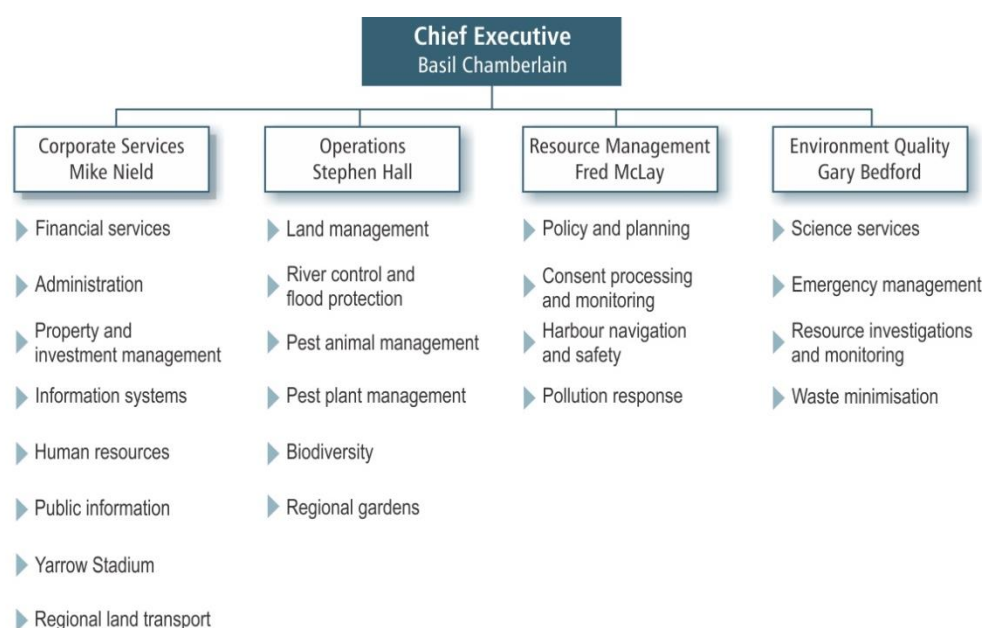 Chief Executive
Basil Chamberlain
Corporate Services
Mike Nield
Financial services
Administration
Property and
investment management
Information systems
Human resources
Public information
Yarrow Stadium
Regional land transport
Operations
Stephen Hall
Land management
River control and
flood protection
Pest animal management
Pest plant management
Biodiversity
Regional gardens
Resource Management
Fred McLay
Policy and planning
Consent processing
and monitoring
Harbour navigation
and safety
Pollution response
Environment Quality
Gary Bedford
Science services
Emergency management
Resource investigations
and monitoring
Waste minimisation